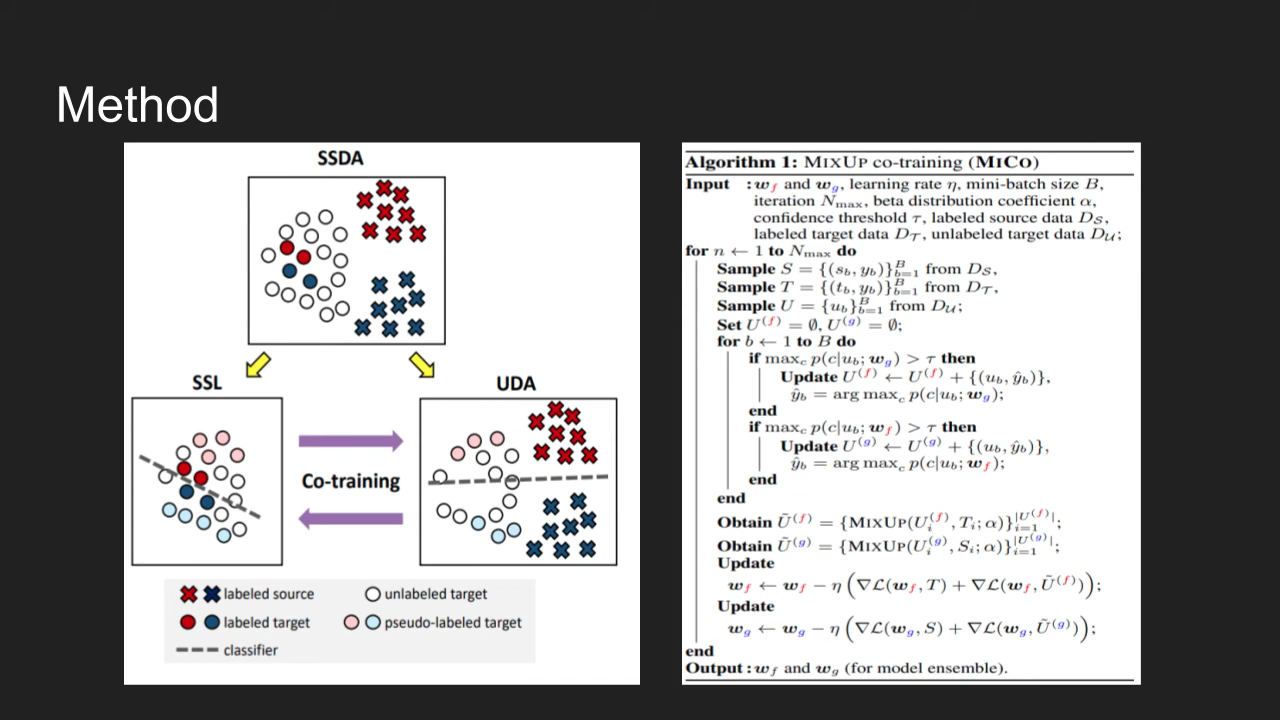 Method
SSDA
SSL
UDA
Co-training
labeled source
unlabeled target
labeled target
pseudo-labeled target
classifier
Algorithm 1: MIXUP co-training (MICO)
Input : w_f and w_g, learning rate η, mini-batch size B,
iteration N_max, beta distribution coefficient α,
confidence threshold τ, labeled source data D_S,
labeled target data D_T, unlabeled target data D_U;
for n ← 1 to N_max do
Sample S = {(s_b, y_b)}_{b=1}^B from D_S,
Sample T = {(t_b, y_b)}_{b=1}^B from D_T,
Sample U = {u_b}_{b=1}^B from D_U;
Set U^(f) = ∅, U^(g) = ∅;
for b ← 1 to B do
if max_c p(c|u_b; w_g) > τ then
Update U^(f) ← U^(f) + {(u_b, ŷ_b)},
ŷ_b = arg max_c p(c|u_b; w_g);
end
if max_c p(c|u_b; w_f) > τ then
Update U^(g) ← U^(g) + {(u_b, ŷ_b)},
ŷ_b = arg max_c p(c|u_b; w_f);
end
end
Obtain Ũ^(f) = {MIXUP(U_i^(f), T_i; α)}_{i=1}^{|U^(f)|};
Obtain Ũ^(g) = {MIXUP(U_i^(g), S_i; α)}_{i=1}^{|U^(g)|};
Update
w_f ← w_f − η (∇L(w_f, T) + ∇L(w_f, Ũ^(f)));
Update
w_g ← w_g − η (∇L(w_g, S) + ∇L(w_g, Ũ^(g)));
end
Output : w_f and w_g (for model ensemble).